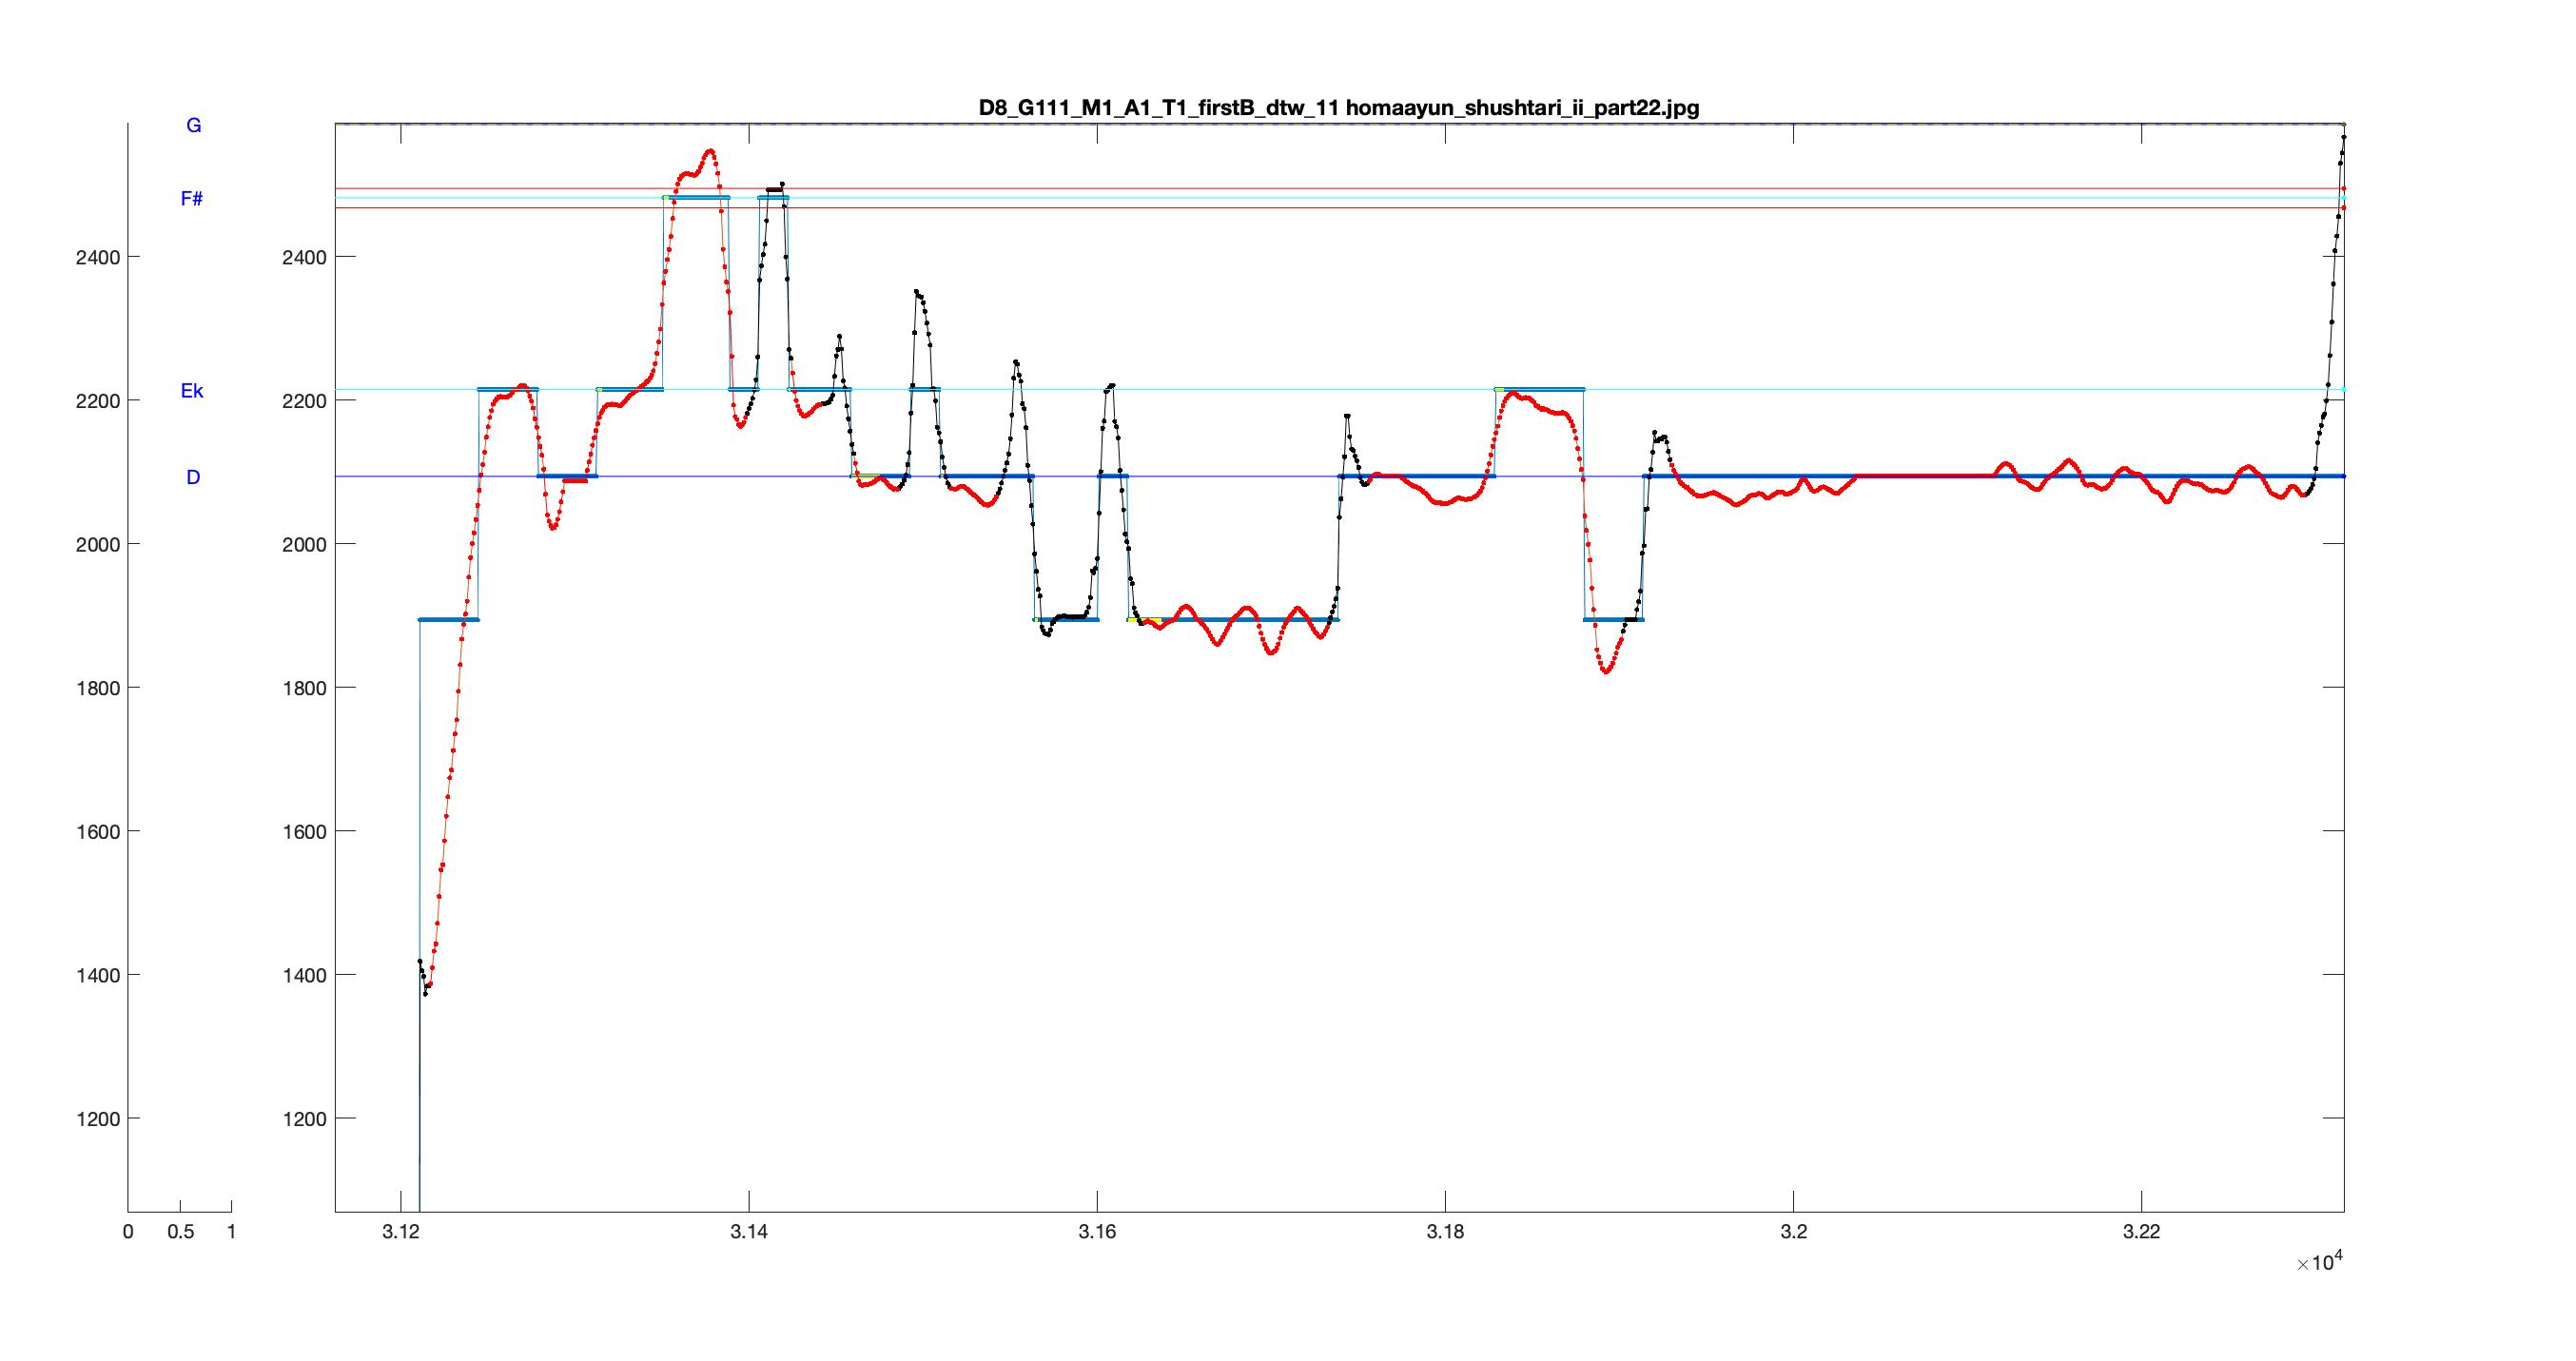 D8_G111_M1_A1_T1_firstB_dtw_11 homaayun_shushtari_ii_part22.jpg
G
F#
2400 2400
Ek
2200 2200
D
2000 2000
1800 1800
1600 1600
1400 1400
1200 1200
0 0.5 1 3.12 3.14 3.16 3.18 3.2 3.22
×10⁴